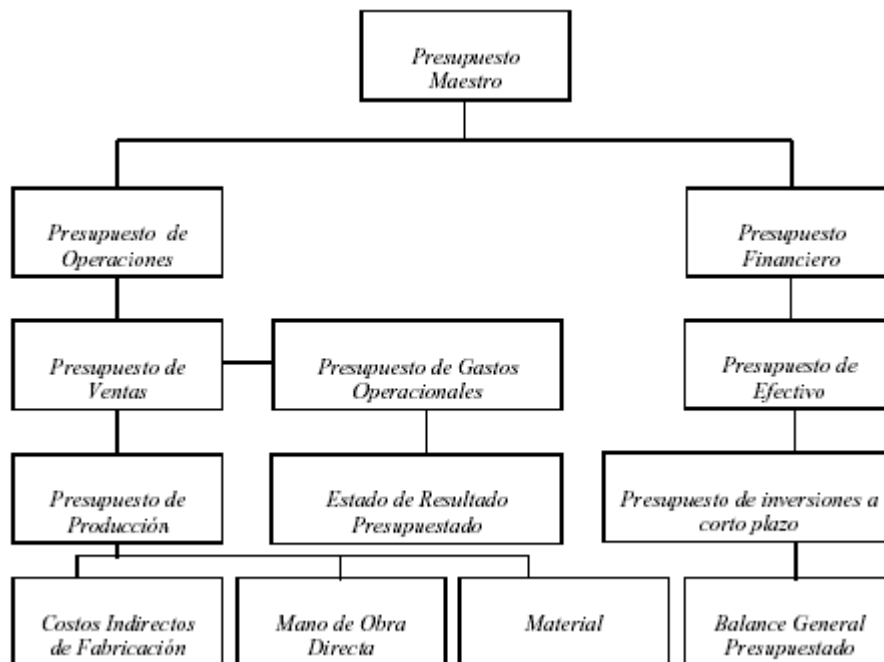 Presupuesto
Maestro
Presupuesto de
Operaciones
Presupuesto
Financiero
Presupuesto de
Ventas
Presupuesto de Gastos
Operacionales
Presupuesto de
Efectivo
Presupuesto de
Producción
Estado de Resultado
Presupuestado
Presupuesto de inversiones a
corto plazo
Costos Indirectos
de Fabricación
Mano de Obra
Directa
Material
Balance General
Presupuestado